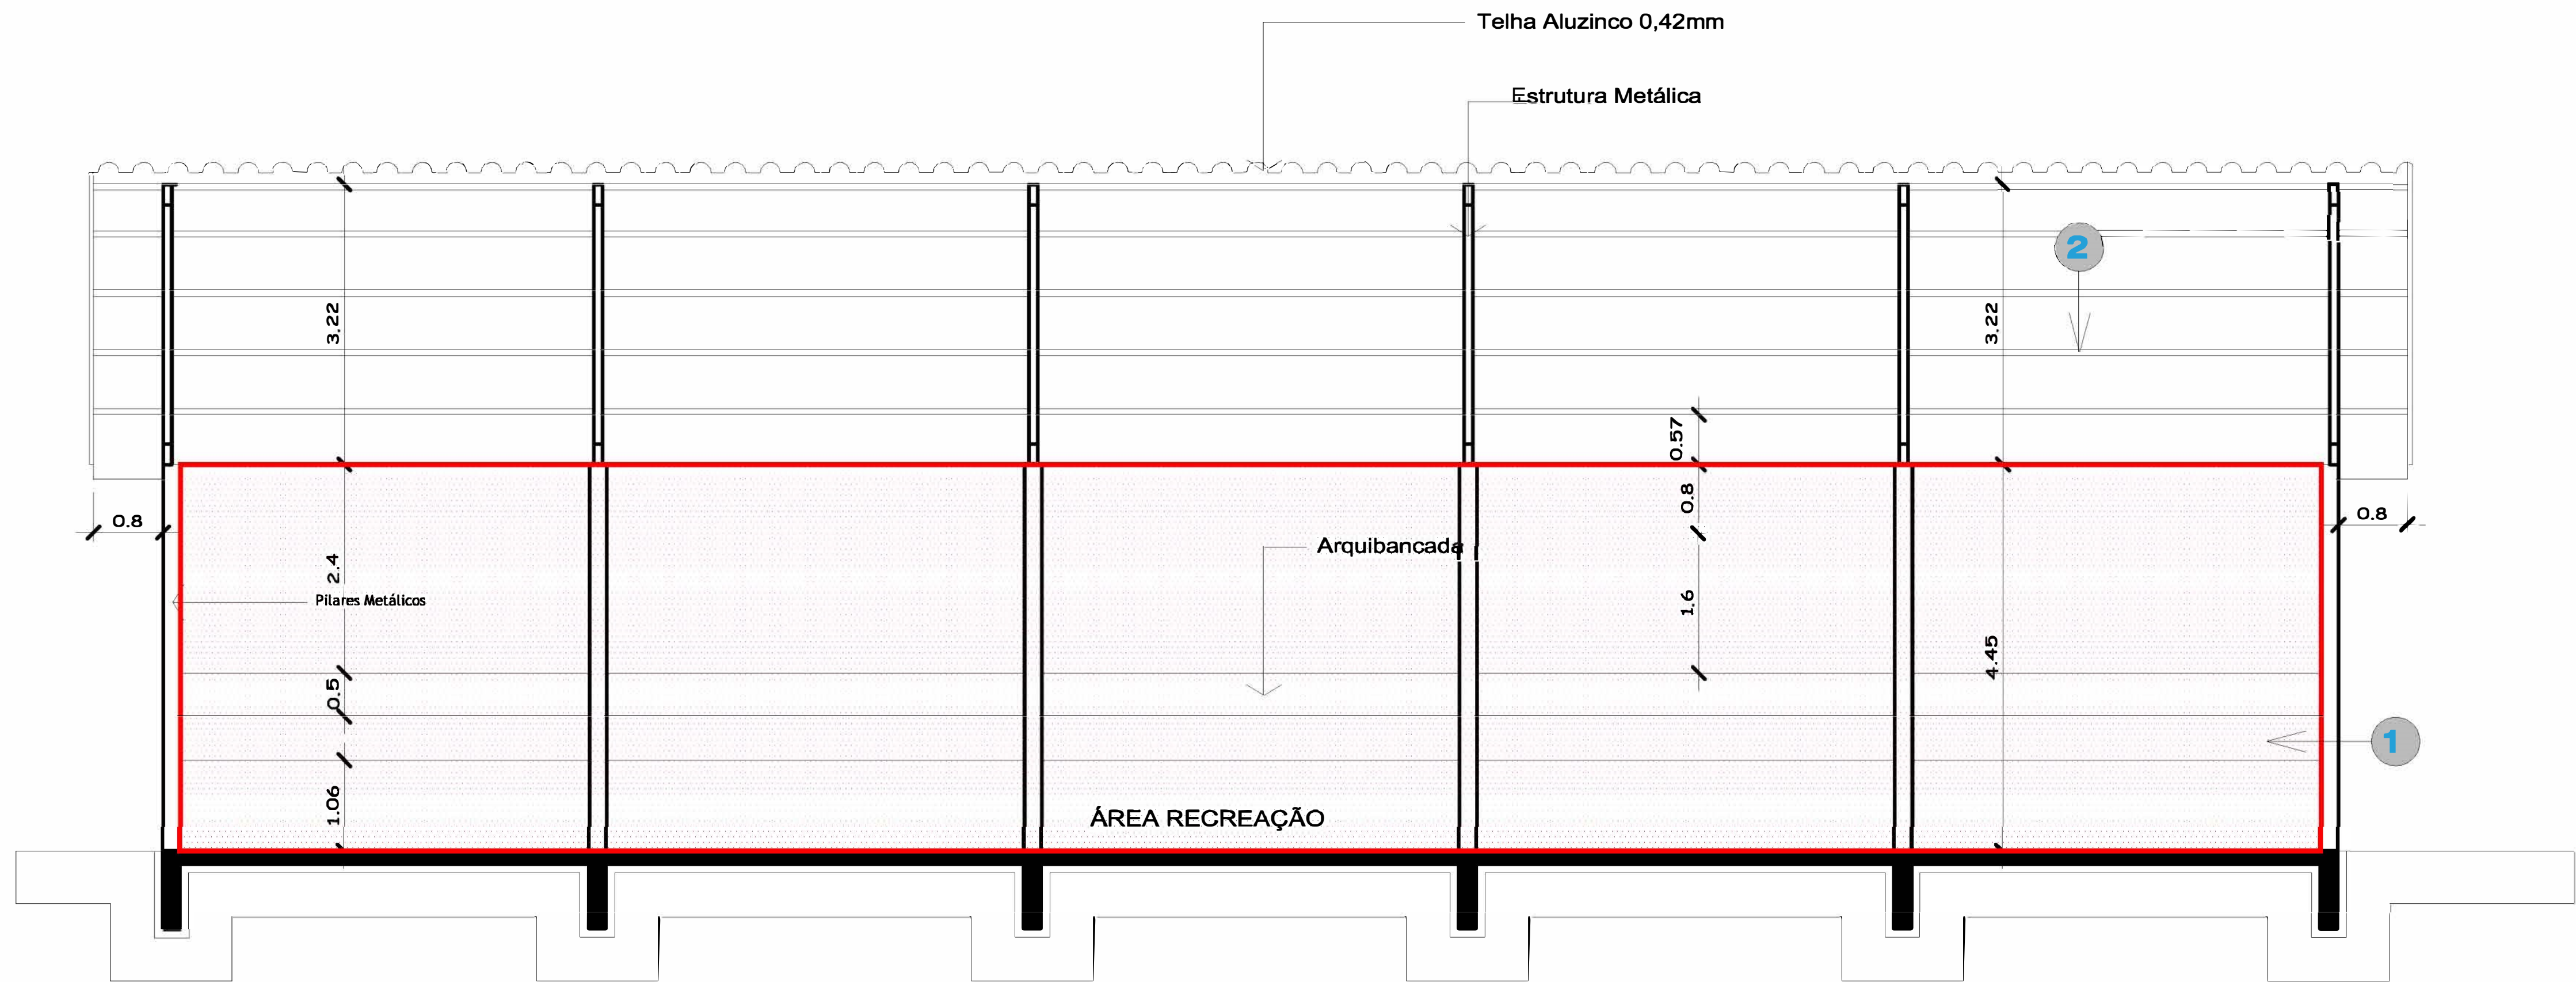 Telha Aluzinco 0,42mm
Estrutura Metálica
2
3.22
3.22
0.57
0.8
0.8
0.8
Arquibancada
2.4
Pilares Metálicos
1.6
4.45
0.5
1
1.06
ÁREA RECREAÇÃO